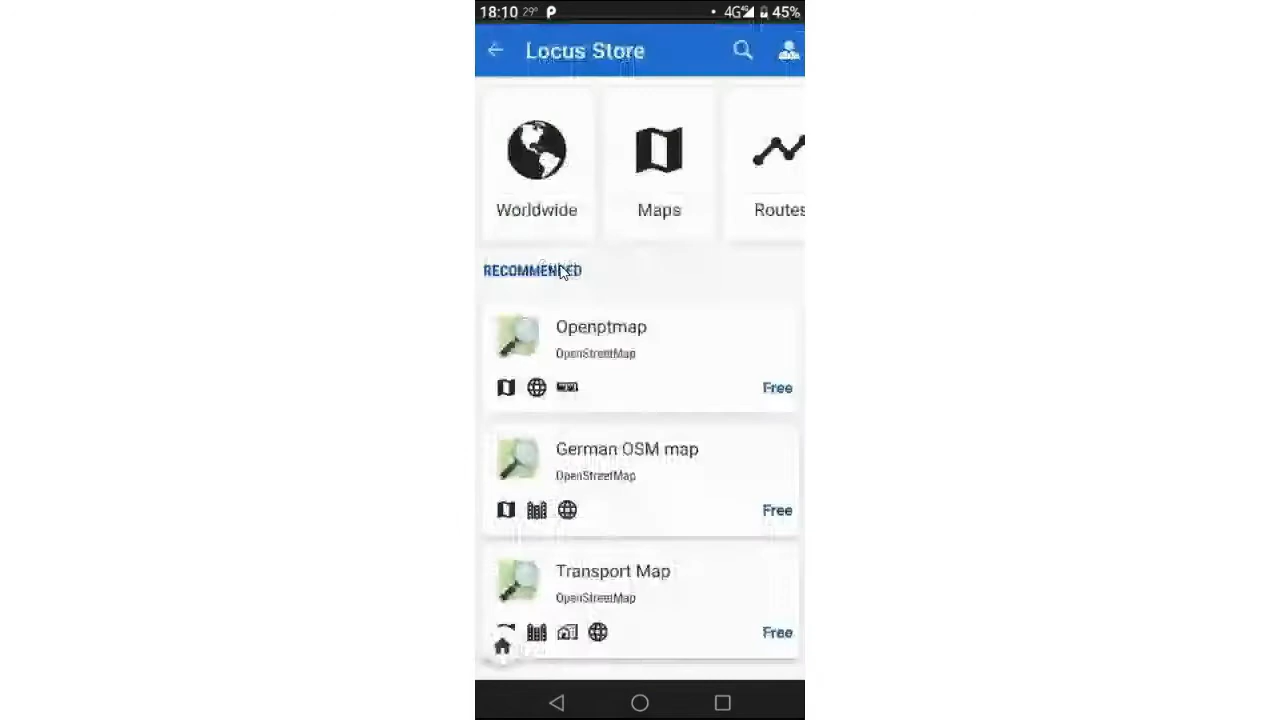 18:10 29° P 4G 45%
Locus Store
Worldwide
Maps
Routes
RECOMMENDED
Openptmap
OpenStreetMap
Free
German OSM map
OpenStreetMap
Free
Transport Map
OpenStreetMap
Free